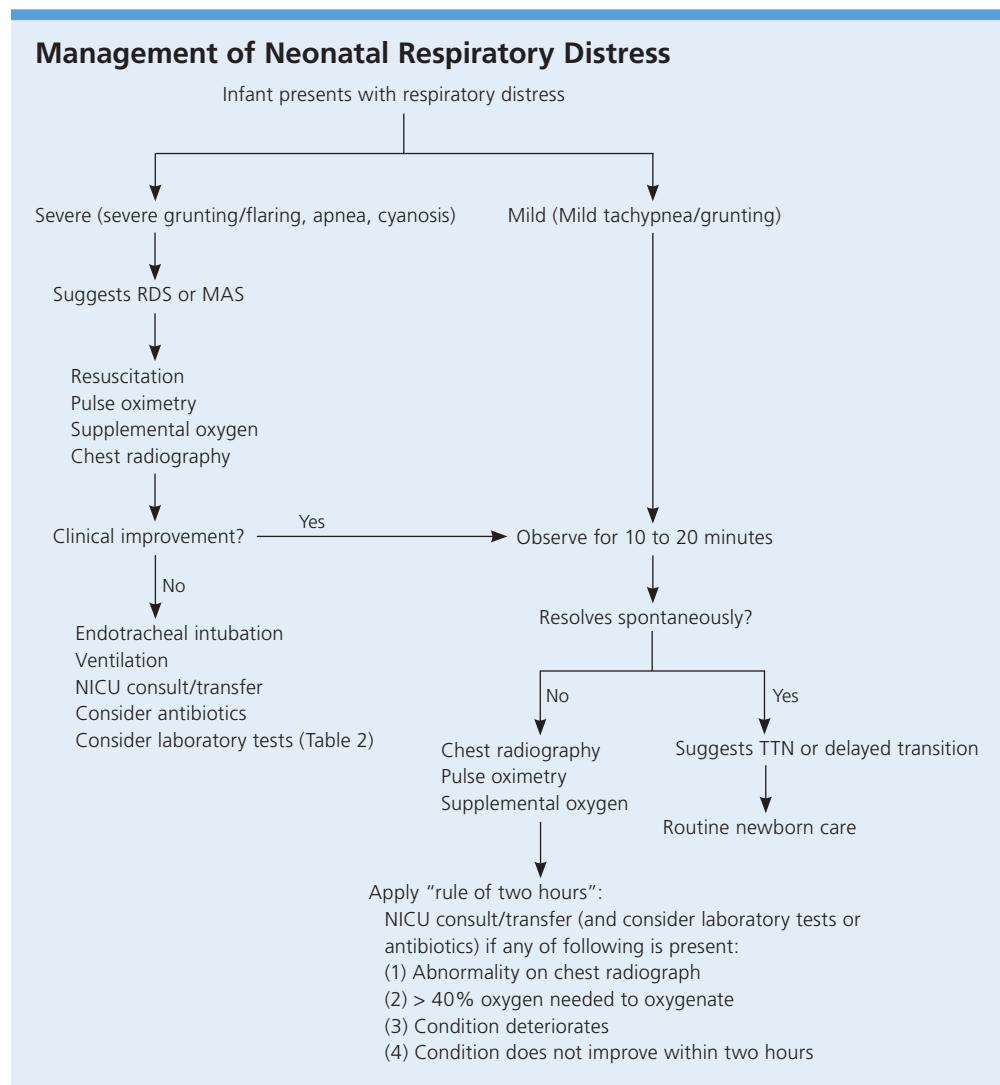 Management of Neonatal Respiratory Distress
Infant presents with respiratory distress
Severe (severe grunting/flaring, apnea, cyanosis)
Mild (Mild tachypnea/grunting)
Suggests RDS or MAS
Resuscitation
Pulse oximetry
Supplemental oxygen
Chest radiography
Clinical improvement?
Yes
Observe for 10 to 20 minutes
No
Endotracheal intubation
Ventilation
NICU consult/transfer
Consider antibiotics
Consider laboratory tests (Table 2)
Resolves spontaneously?
No
Yes
Chest radiography
Pulse oximetry
Supplemental oxygen
Suggests TTN or delayed transition
Routine newborn care
Apply “rule of two hours”:
NICU consult/transfer (and consider laboratory tests or
antibiotics) if any of following is present:
(1) Abnormality on chest radiograph
(2) > 40% oxygen needed to oxygenate
(3) Condition deteriorates
(4) Condition does not improve within two hours